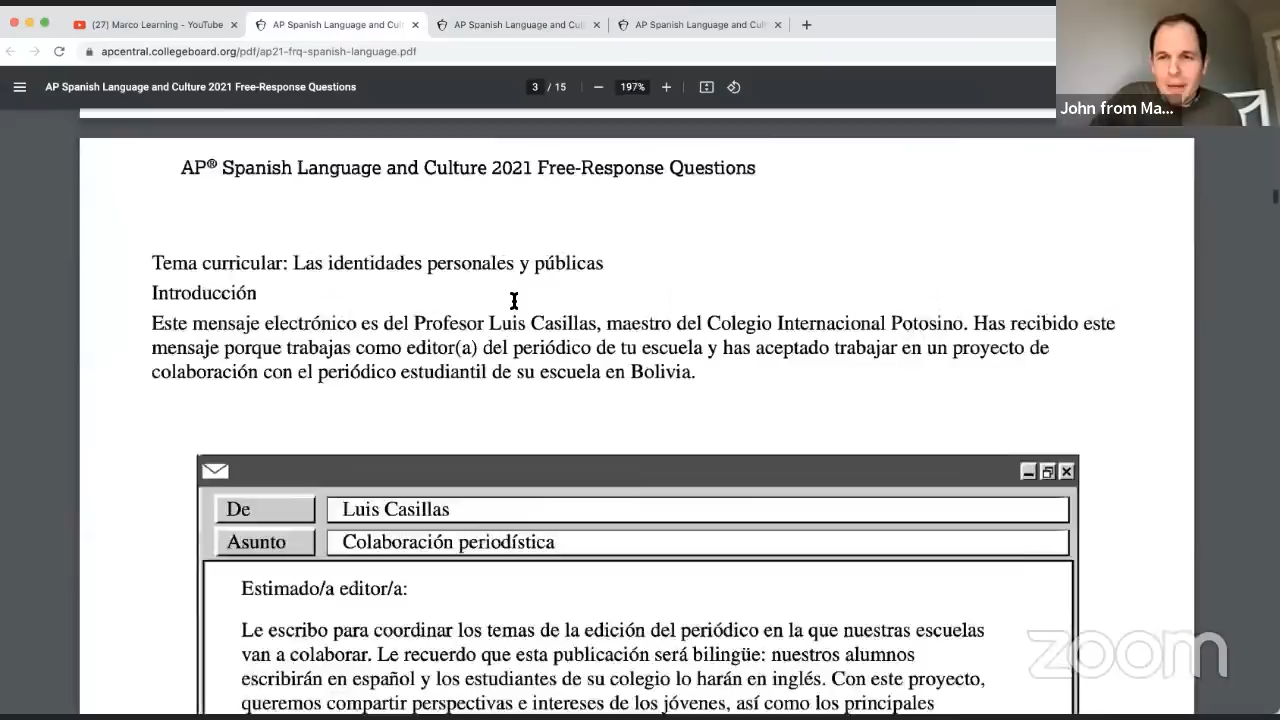 (27) Marco Learning - YouTube
AP Spanish Language and Cul
AP Spanish Language and Cul
AP Spanish Language and Cul
apcentral.collegeboard.org/pdf/ap21-frq-spanish-language.pdf
AP Spanish Language and Culture 2021 Free-Response Questions
3 / 15
197%
John from Ma...
AP® Spanish Language and Culture 2021 Free-Response Questions
Tema curricular: Las identidades personales y públicas
Introducción
Este mensaje electrónico es del Profesor Luis Casillas, maestro del Colegio Internacional Potosino. Has recibido este
mensaje porque trabajas como editor(a) del periódico de tu escuela y has aceptado trabajar en un proyecto de
colaboración con el periódico estudiantil de su escuela en Bolivia.
De
Luis Casillas
Asunto
Colaboración periodística
Estimado/a editor/a:
Le escribo para coordinar los temas de la edición del periódico en la que nuestras escuelas
van a colaborar. Le recuerdo que esta publicación será bilingüe: nuestros alumnos
escribirán en español y los estudiantes de su colegio lo harán en inglés. Con este proyecto,
queremos compartir perspectivas e intereses de los jóvenes, así como los principales
zoom